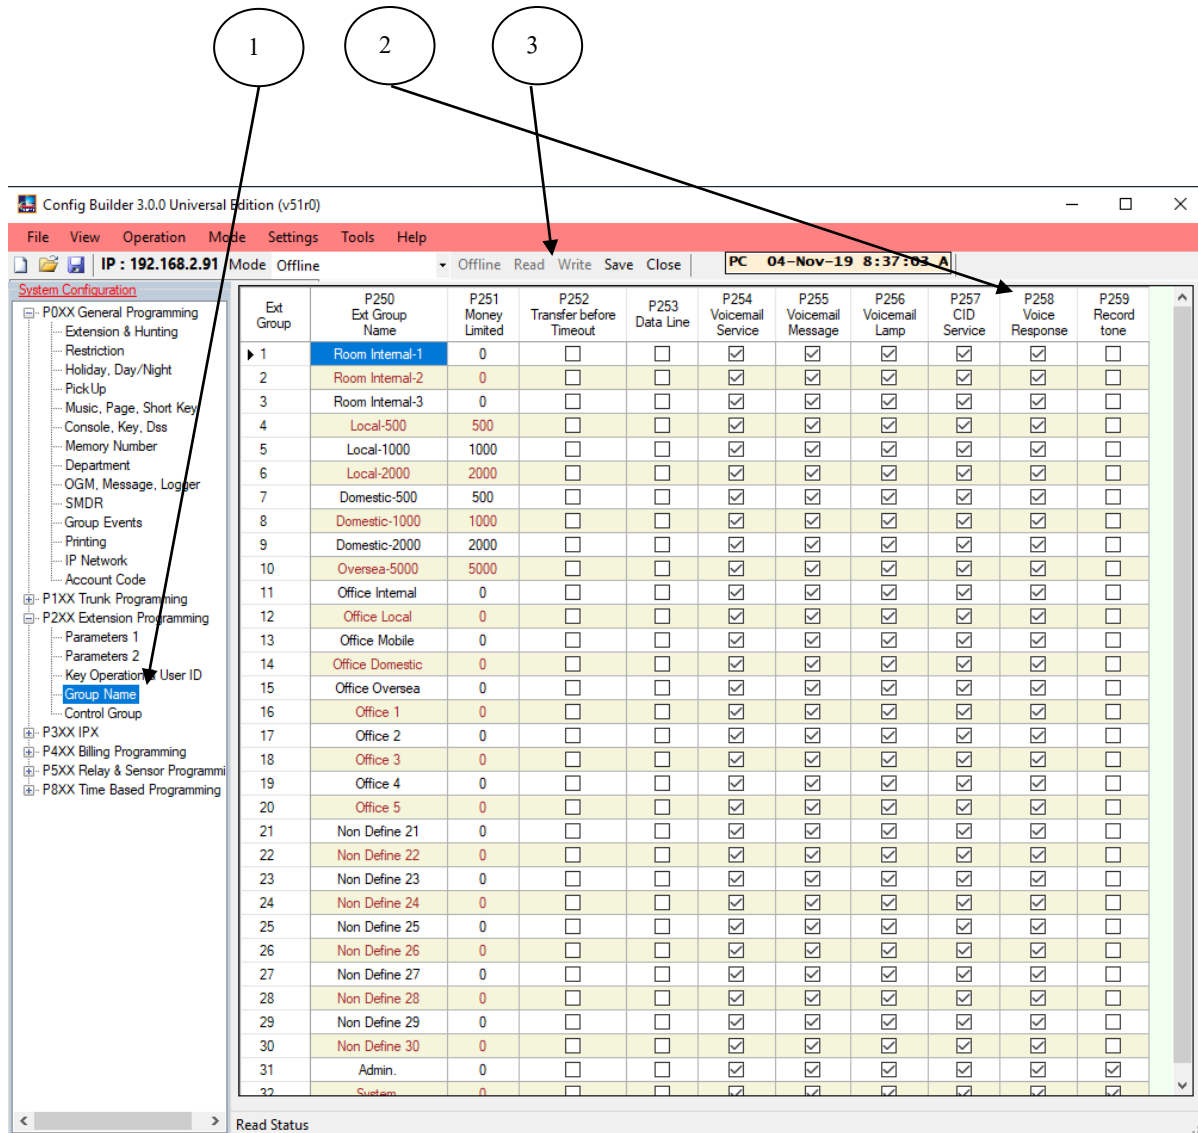 1 2 3
Config Builder 3.0.0 Universal Edition (v51r0)
File View Operation Mode Settings Tools Help
IP : 192.168.2.91 Mode Offline Offline Read Write Save Close PC 04-Nov-19 8:37:03 A
System Configuration
P0XX General Programming
Extension & Hunting
Restriction
Holiday, Day/Night
PickUp
Music, Page, Short Key
Console, Key, Dss
Memory Number
Department
OGM, Message, Logger
SMDR
Group Events
Printing
IP Network
Account Code
P1XX Trunk Programming
P2XX Extension Programming
Parameters 1
Parameters 2
Key Operation & User ID
Group Name
Control Group
P3XX IPX
P4XX Billing Programming
P5XX Relay & Sensor Programmi
P8XX Time Based Programming
Ext Group
P250 Ext Group Name
P251 Money Limited
P252 Transfer before Timeout
P253 Data Line
P254 Voicemail Service
P255 Voicemail Message
P256 Voicemail Lamp
P257 CID Service
P258 Voice Response
P259 Record tone
1 Room Internal-1 0
2 Room Internal-2 0
3 Room Internal-3 0
4 Local-500 500
5 Local-1000 1000
6 Local-2000 2000
7 Domestic-500 500
8 Domestic-1000 1000
9 Domestic-2000 2000
10 Oversea-5000 5000
11 Office Internal 0
12 Office Local 0
13 Office Mobile 0
14 Office Domestic 0
15 Office Oversea 0
16 Office 1 0
17 Office 2 0
18 Office 3 0
19 Office 4 0
20 Office 5 0
21 Non Define 21 0
22 Non Define 22 0
23 Non Define 23 0
24 Non Define 24 0
25 Non Define 25 0
26 Non Define 26 0
27 Non Define 27 0
28 Non Define 28 0
29 Non Define 29 0
30 Non Define 30 0
31 Admin. 0
32 System 0
Read Status